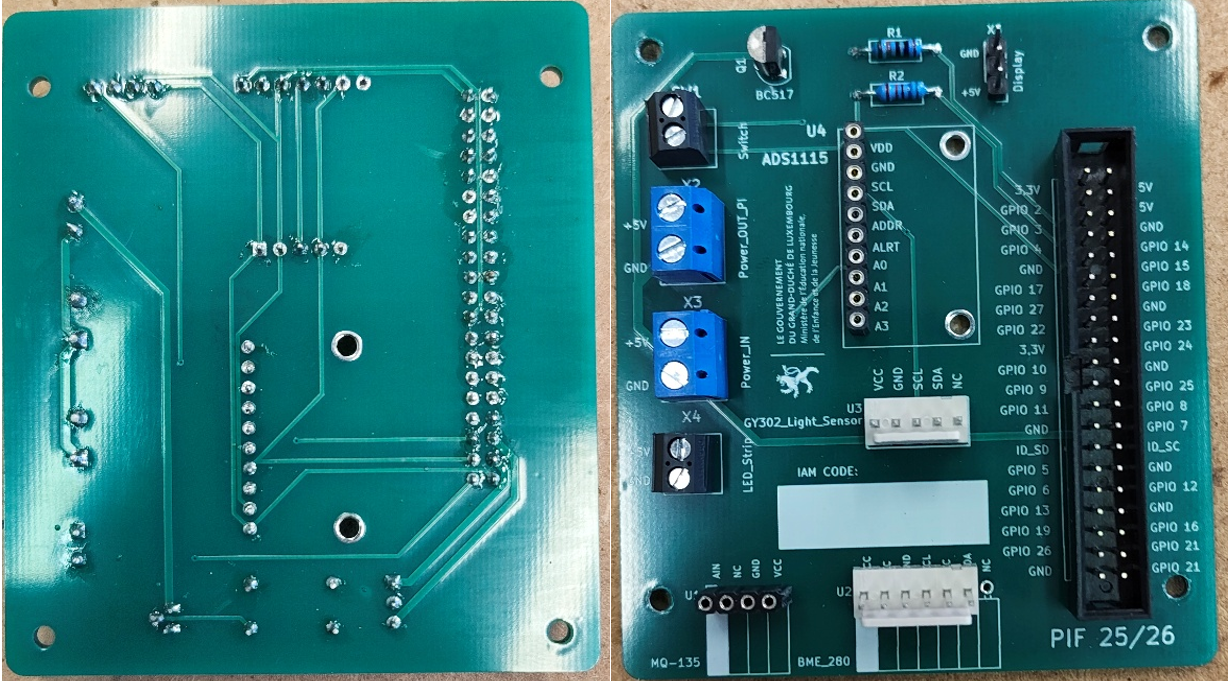 R1
X1
GND
Display
+5V
R2
Q1
BC517
Switch
U4
ADS1115
VDD
GND
SCL
SDA
ADDR
ALRT
A0
A1
A2
A3
X2
+5V
GND
Power_OUT_PI
LE GOUVERNEMENT
DU GRAND-DUCHÉ DE LUXEMBOURG
Ministère de l'Éducation nationale,
de l'Enfance et de la Jeunesse
X3
+5V
GND
Power_IN
X4
GND
LED_Strip
VCC
GND
SCL
SDA
NC
U3
GY302_Light_Sensor
IAM CODE:
3,3V
GPIO 2
GPIO 3
GPIO 4
GND
GPIO 17
GPIO 27
GPIO 22
3,3V
GPIO 10
GPIO 9
GPIO 11
GND
ID_SD
GPIO 5
GPIO 6
GPIO 13
GPIO 19
GPIO 26
GND
5V
5V
GND
GPIO 14
GPIO 15
GPIO 18
GND
GPIO 23
GPIO 24
GND
GPIO 25
GPIO 8
GPIO 7
ID_SC
GND
GPIO 12
GND
GPIO 16
GPIO 21
GPIO 21
AIN
NC
GND
VCC
MQ-135
U2
NC
BME_280
PIF 25/26